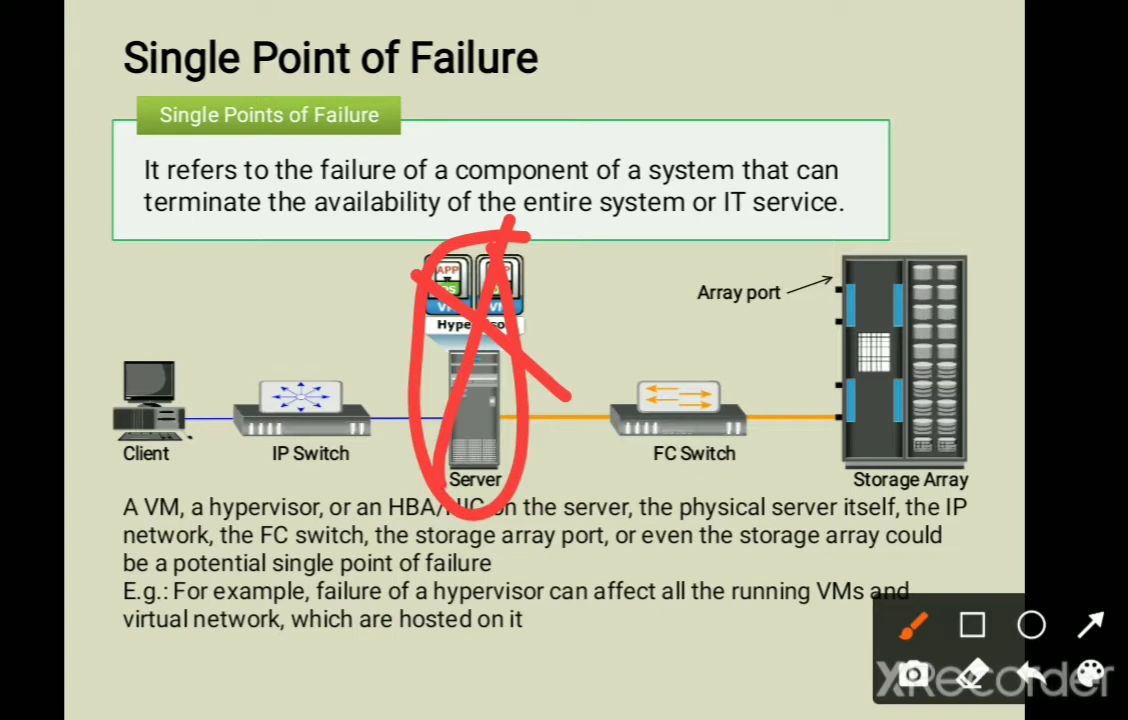 Single Point of Failure
Single Points of Failure
It refers to the failure of a component of a system that can
terminate the availability of the entire system or IT service.
APP
Array port
Client
IP Switch
Server
FC Switch
Storage Array
A VM, a hypervisor, or an HBA/NIC on the server, the physical server itself, the IP
network, the FC switch, the storage array port, or even the storage array could
be a potential single point of failure
E.g.: For example, failure of a hypervisor can affect all the running VMs and
virtual network, which are hosted on it
XRecorder